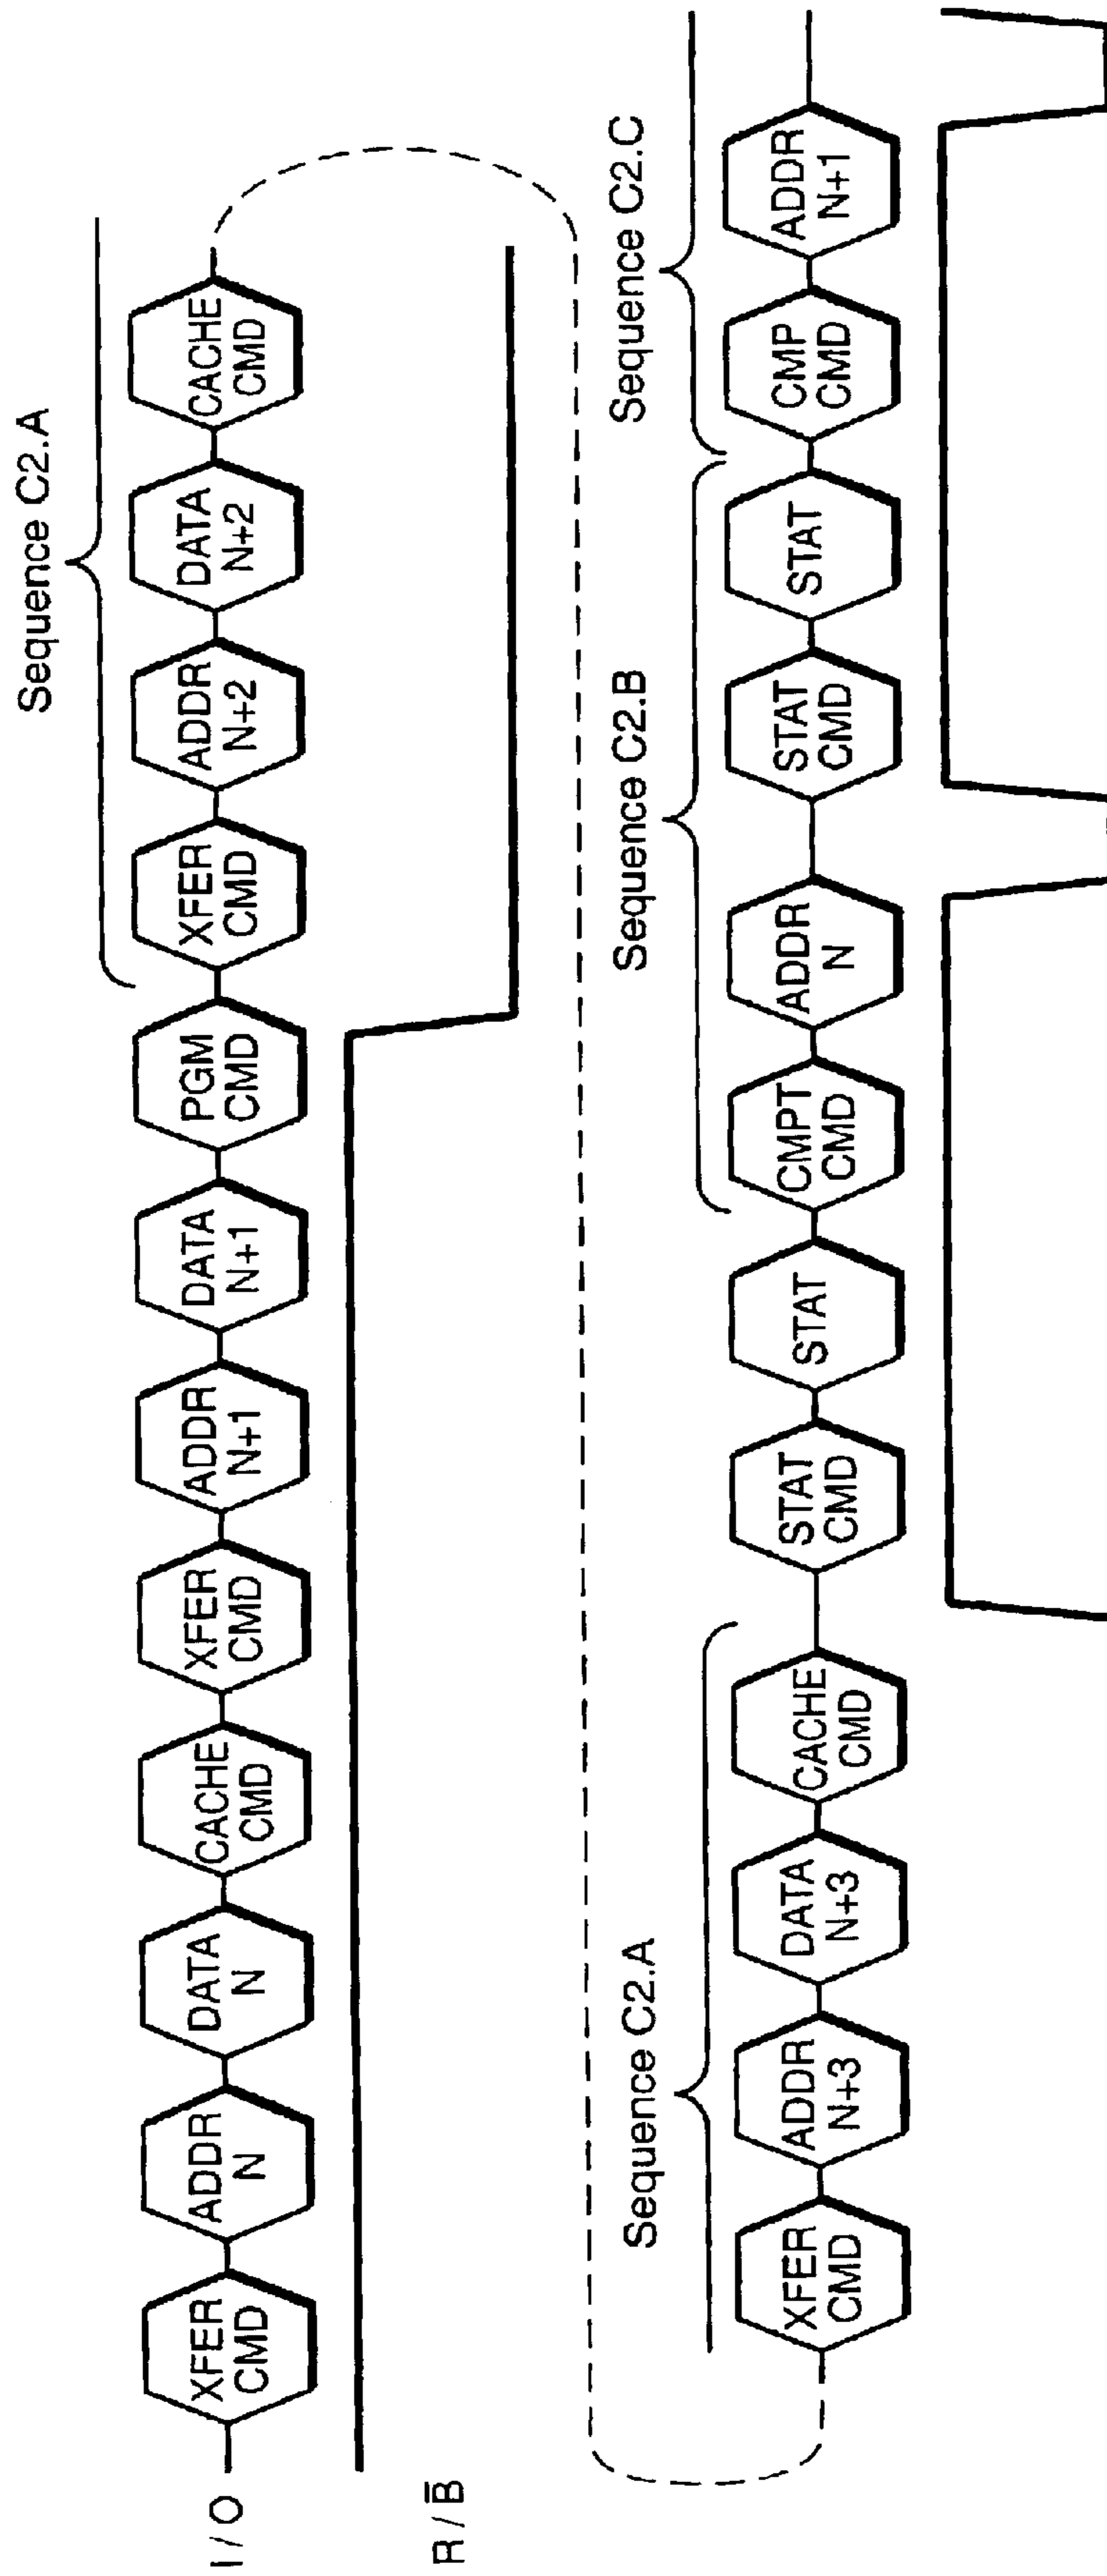 Sequence C2.A
I/O
XFER
CMD
ADDR
N
DATA
N
CACHE
CMD
XFER
CMD
ADDR
N+1
DATA
N+1
PGM
CMD
XFER
CMD
ADDR
N+2
DATA
N+2
CACHE
CMD
R/B̅
Sequence C2.A
Sequence C2.B
Sequence C2.C
XFER
CMD
ADDR
N+3
DATA
N+3
CACHE
CMD
STAT
CMD
STAT
CMPT
CMD
ADDR
N
STAT
CMD
STAT
CMP
CMD
ADDR
N+1